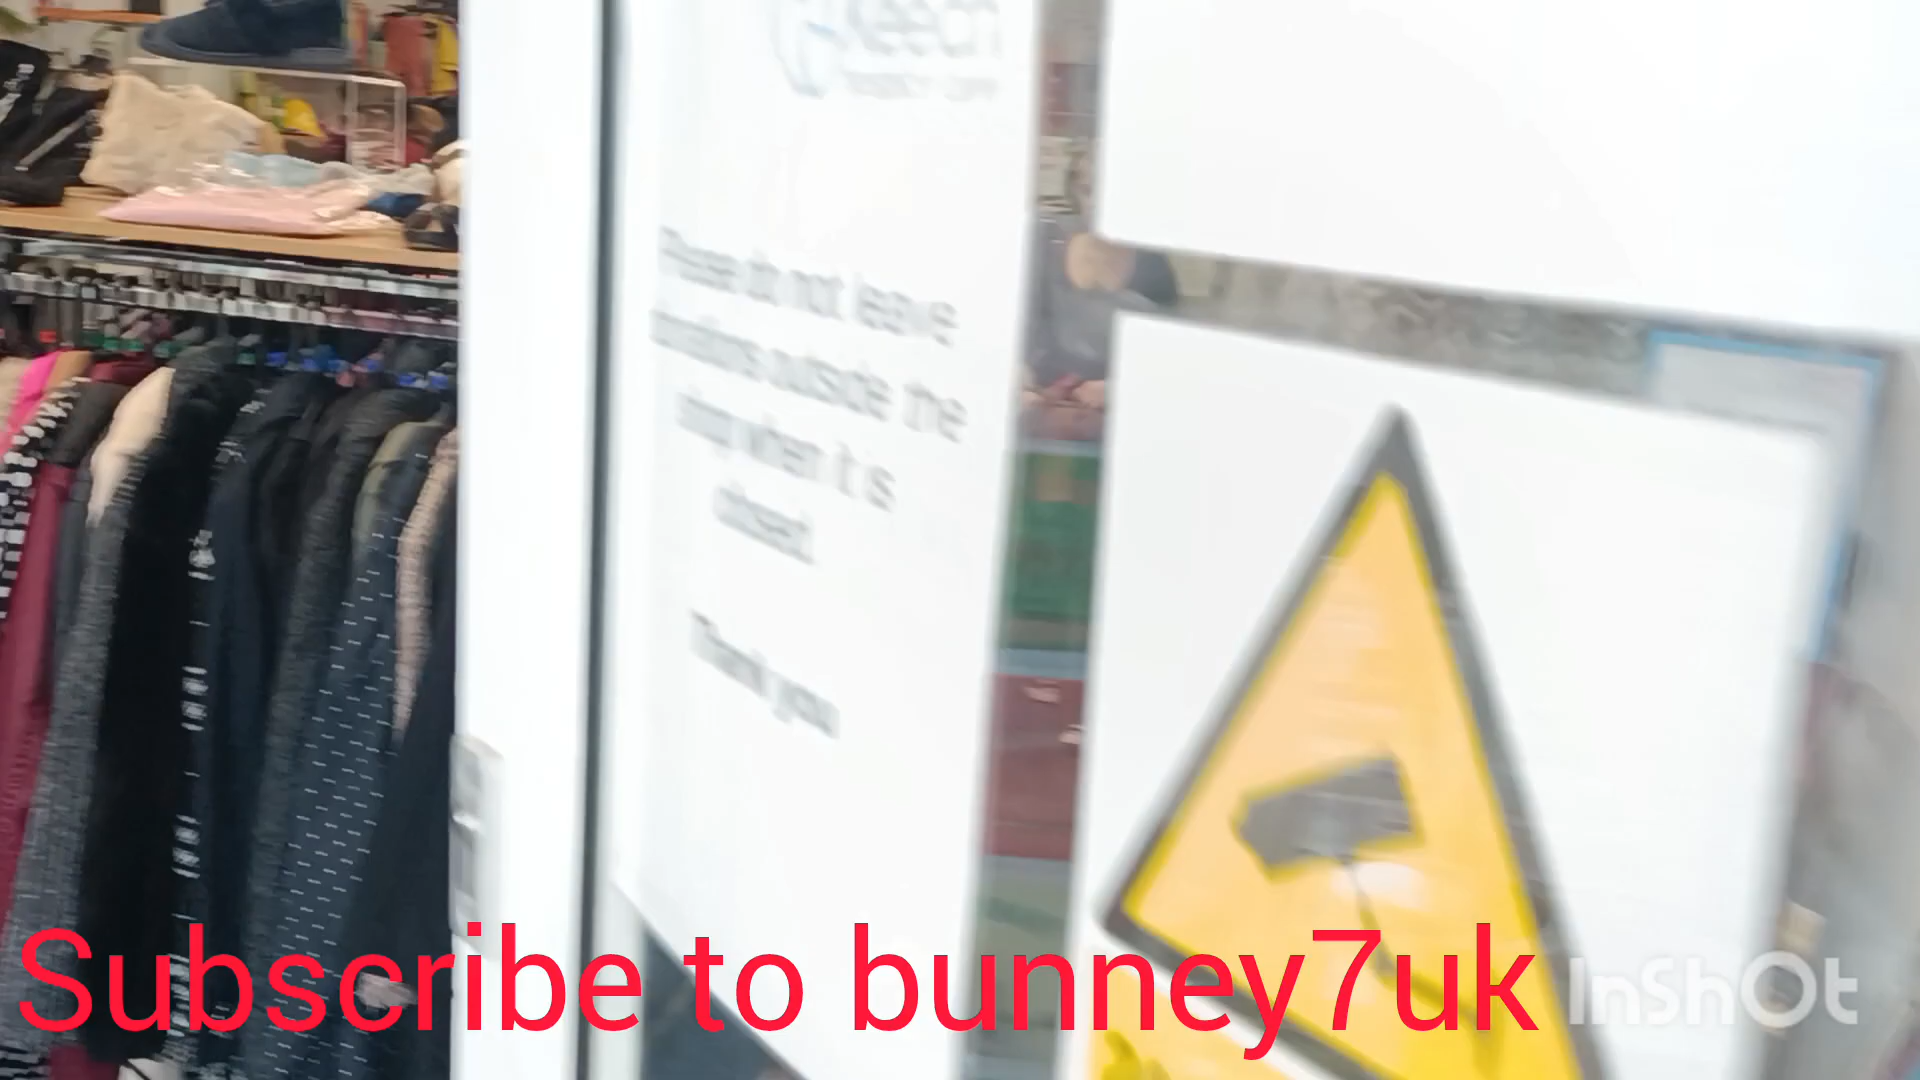 Please do not leave
donations outside the
shop when it is
closed.
Thank you
Subscribe to bunney7uk
InShOt